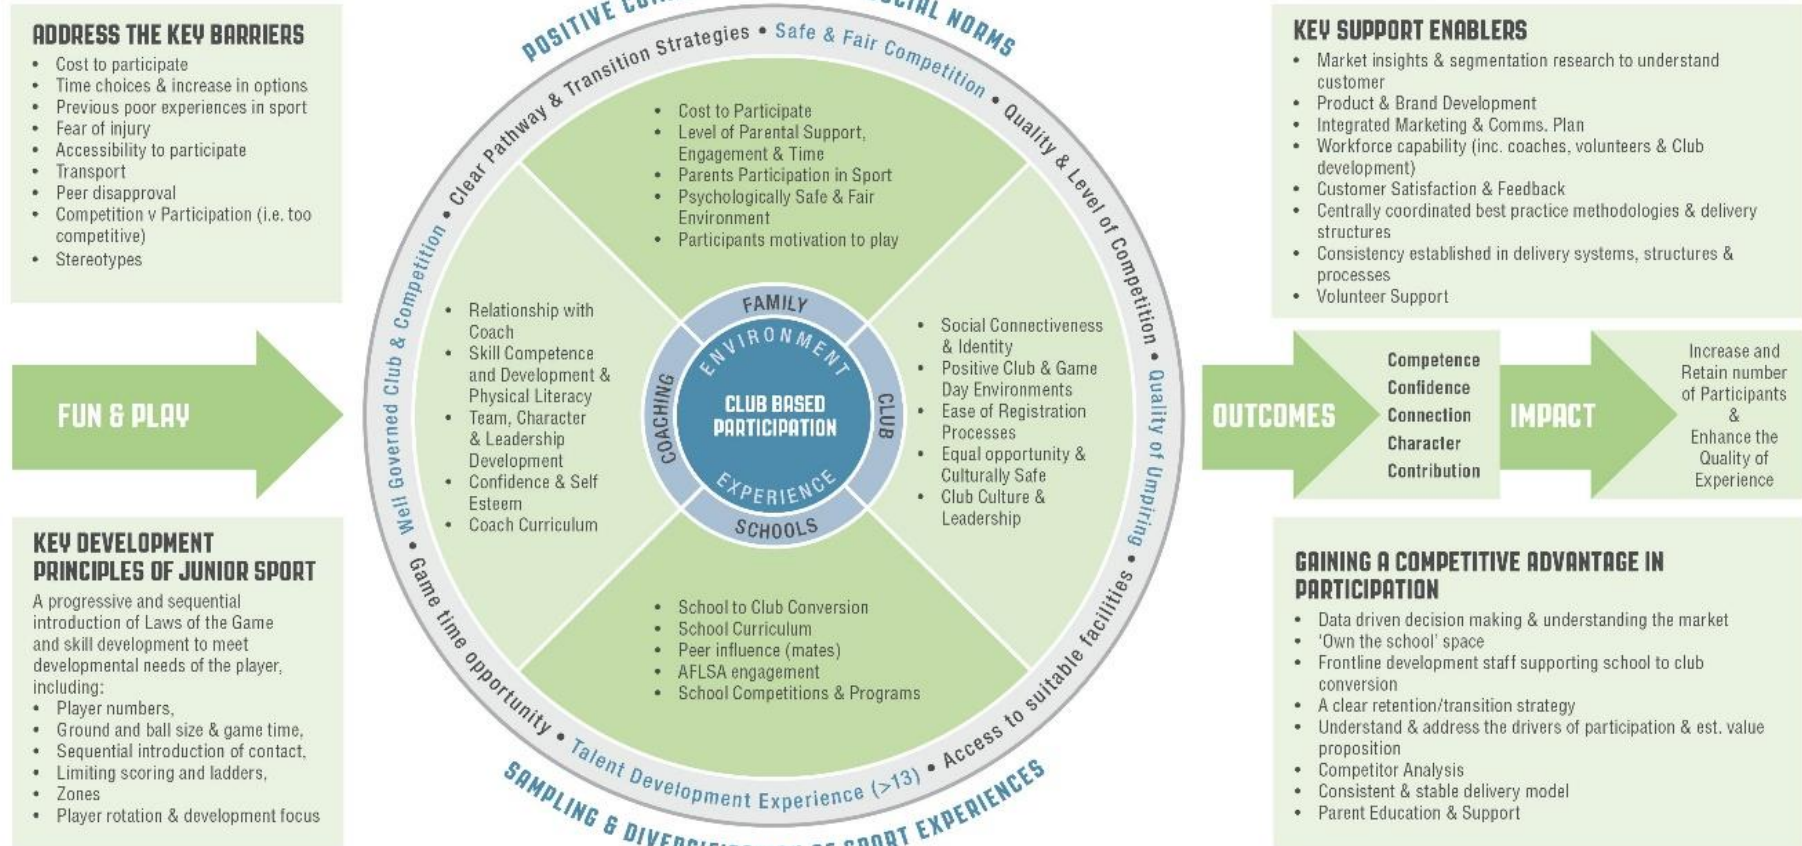 ADDRESS THE KEY BARRIERS
• Cost to participate
• Time choices & increase in options
• Previous poor experiences in sport
• Fear of injury
• Accessibility to participate
• Transport
• Peer disapproval
• Competition v Participation (i.e. too
competitive)
• Stereotypes
FUN & PLAY
KEY DEVELOPMENT
PRINCIPLES OF JUNIOR SPORT
A progressive and sequential
introduction of Laws of the Game
and skill development to meet
developmental needs of the player,
including:
• Player numbers,
• Ground and ball size & game time,
• Sequential introduction of contact,
• Limiting scoring and ladders,
• Zones
• Player rotation & development focus
POSITIVE
NORMS
Clear Pathway & Transition Strategies • Safe & Fair Competition • Quality & Level of Competition • Quality of Umpiring • Access to suitable facilities • Talent Development Experience (>13) • Game time opportunity • Well Governed Club & Competition •
• Cost to Participate
• Level of Parental Support,
Engagement & Time
• Parents Participation in Sport
• Psychologically Safe & Fair
Environment
• Participants motivation to play
• Relationship with
Coach
• Skill Competence
and Development &
Physical Literacy
• Team, Character
& Leadership
Development
• Confidence & Self
Esteem
• Coach Curriculum
FAMILY
COACHING
CLUB
SCHOOLS
ENVIRONMENT
CLUB BASED
PARTICIPATION
EXPERIENCE
• Social Connectiveness
& Identity
• Positive Club & Game
Day Environments
• Ease of Registration
Processes
• Equal opportunity &
Culturally Safe
• Club Culture &
Leadership
• School to Club Conversion
• School Curriculum
• Peer influence (mates)
• AFLSA engagement
• School Competitions & Programs
SAMPLING & SPORT EXPERIENCES
KEY SUPPORT ENABLERS
• Market insights & segmentation research to understand
customer
• Product & Brand Development
• Integrated Marketing & Comms. Plan
• Workforce capability (inc. coaches, volunteers & Club
development)
• Customer Satisfaction & Feedback
• Centrally coordinated best practice methodologies & delivery
structures
• Consistency established in delivery systems, structures &
processes
• Volunteer Support
OUTCOMES
Competence
Confidence
Connection
Character
Contribution
IMPACT
Increase and
Retain number
of Participants
&
Enhance the
Quality of
Experience
GAINING A COMPETITIVE ADVANTAGE IN
PARTICIPATION
• Data driven decision making & understanding the market
• 'Own the school' space
• Frontline development staff supporting school to club
conversion
• A clear retention/transition strategy
• Understand & address the drivers of participation & est. value
proposition
• Competitor Analysis
• Consistent & stable delivery model
• Parent Education & Support